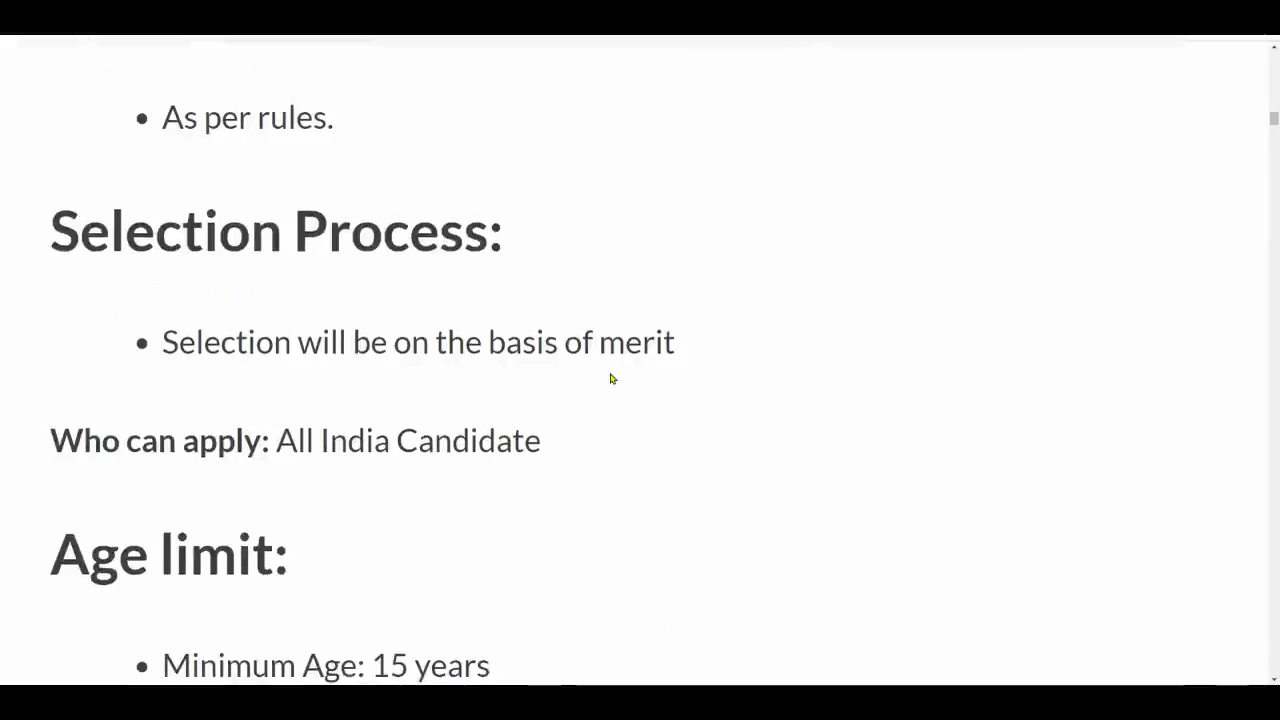 • As per rules.
Selection Process:
• Selection will be on the basis of merit
Who can apply: All India Candidate
Age limit:
• Minimum Age: 15 years